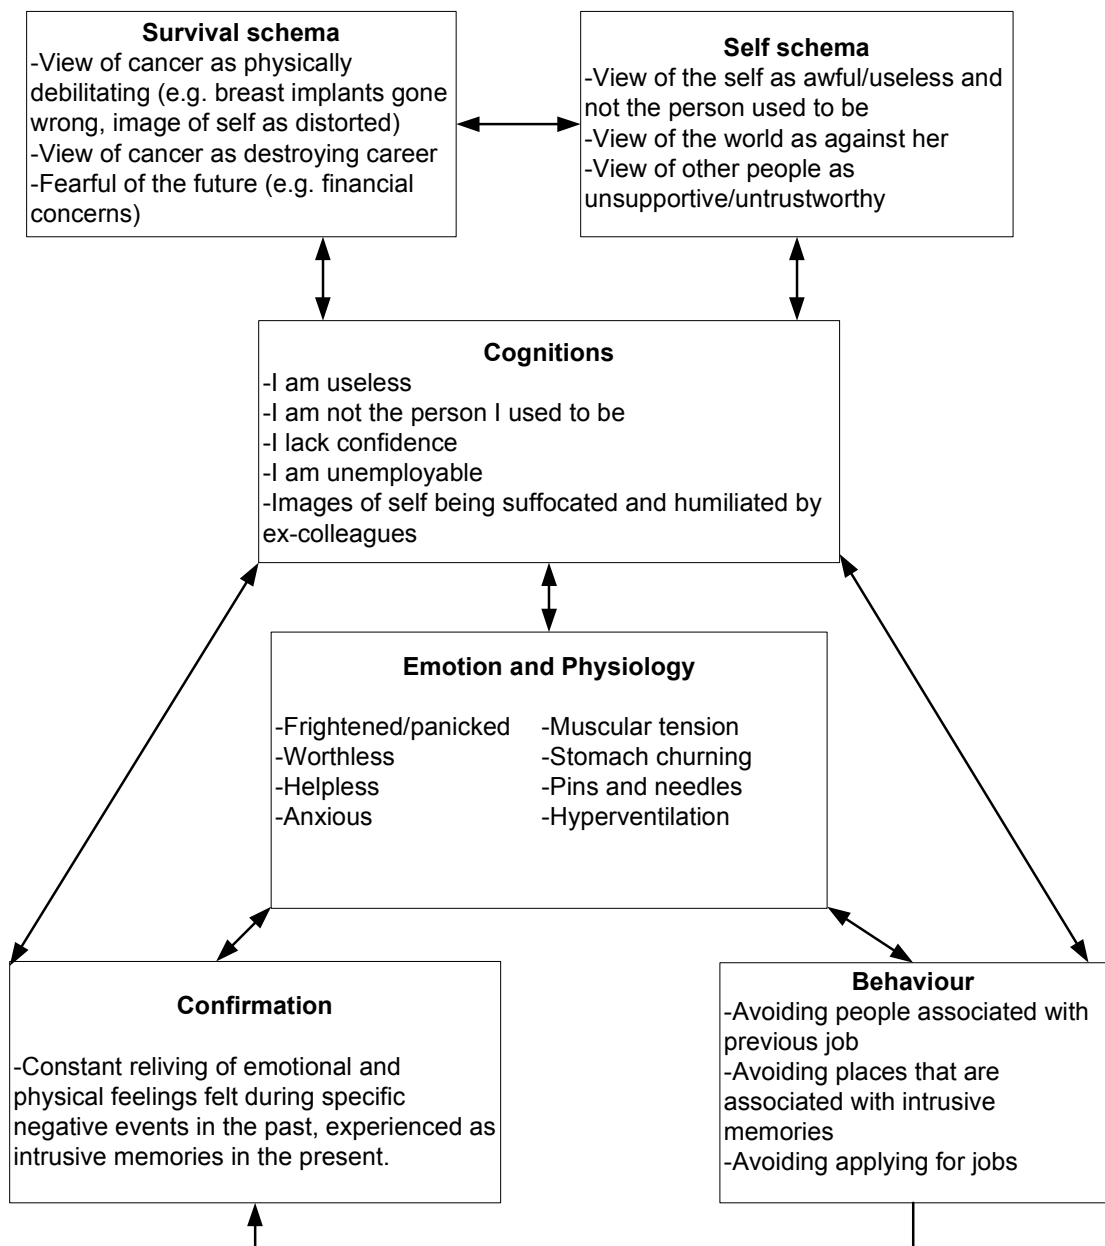 Survival schema
-View of cancer as physically
debilitating (e.g. breast implants gone
wrong, image of self as distorted)
-View of cancer as destroying career
-Fearful of the future (e.g. financial
concerns)
Self schema
-View of the self as awful/useless and
not the person used to be
-View of the world as against her
-View of other people as
unsupportive/untrustworthy
Cognitions
-I am useless
-I am not the person I used to be
-I lack confidence
-I am unemployable
-Images of self being suffocated and humiliated by
ex-colleagues
Emotion and Physiology
-Frightened/panicked
-Worthless
-Helpless
-Anxious
-Muscular tension
-Stomach churning
-Pins and needles
-Hyperventilation
Confirmation
-Constant reliving of emotional and
physical feelings felt during specific
negative events in the past, experienced as
intrusive memories in the present.
Behaviour
-Avoiding people associated with
previous job
-Avoiding places that are
associated with intrusive
memories
-Avoiding applying for jobs